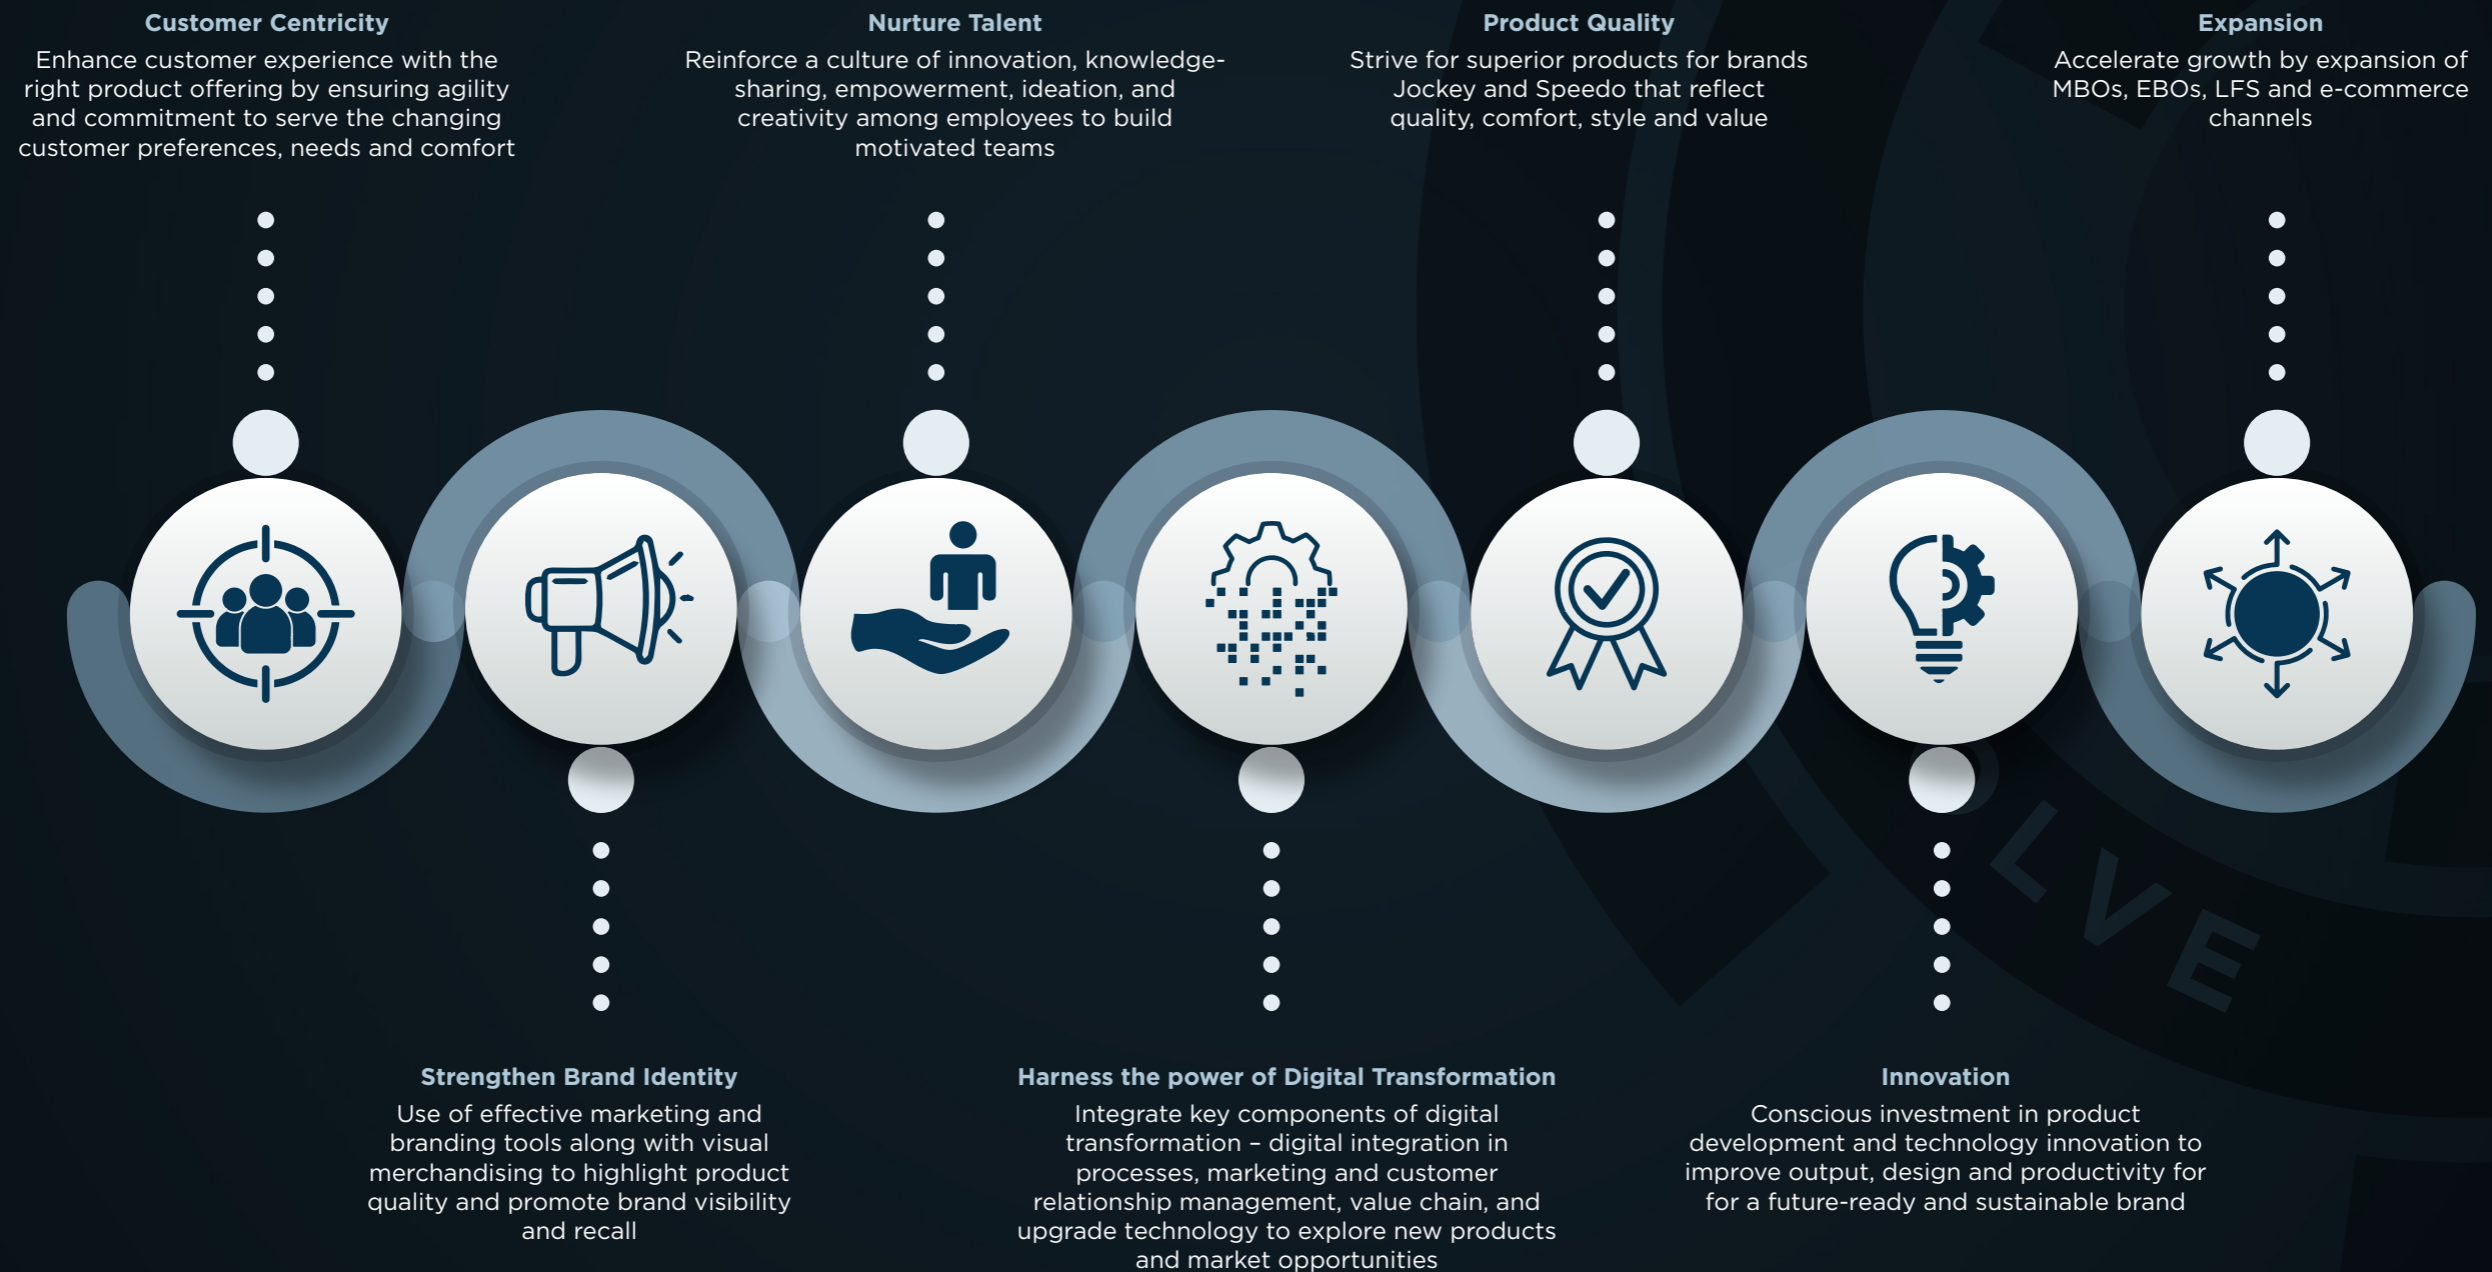 Customer Centricity
Enhance customer experience with the
right product offering by ensuring agility
and commitment to serve the changing
customer preferences, needs and comfort
Nurture Talent
Reinforce a culture of innovation, knowledge-
sharing, empowerment, ideation, and
creativity among employees to build
motivated teams
Product Quality
Strive for superior products for brands
Jockey and Speedo that reflect
quality, comfort, style and value
Expansion
Accelerate growth by expansion of
MBOs, EBOs, LFS and e-commerce
channels
Strengthen Brand Identity
Use of effective marketing and
branding tools along with visual
merchandising to highlight product
quality and promote brand visibility
and recall
Harness the power of Digital Transformation
Integrate key components of digital
transformation – digital integration in
processes, marketing and customer
relationship management, value chain, and
upgrade technology to explore new products
and market opportunities
Innovation
Conscious investment in product
development and technology innovation to
improve output, design and productivity for
for a future-ready and sustainable brand